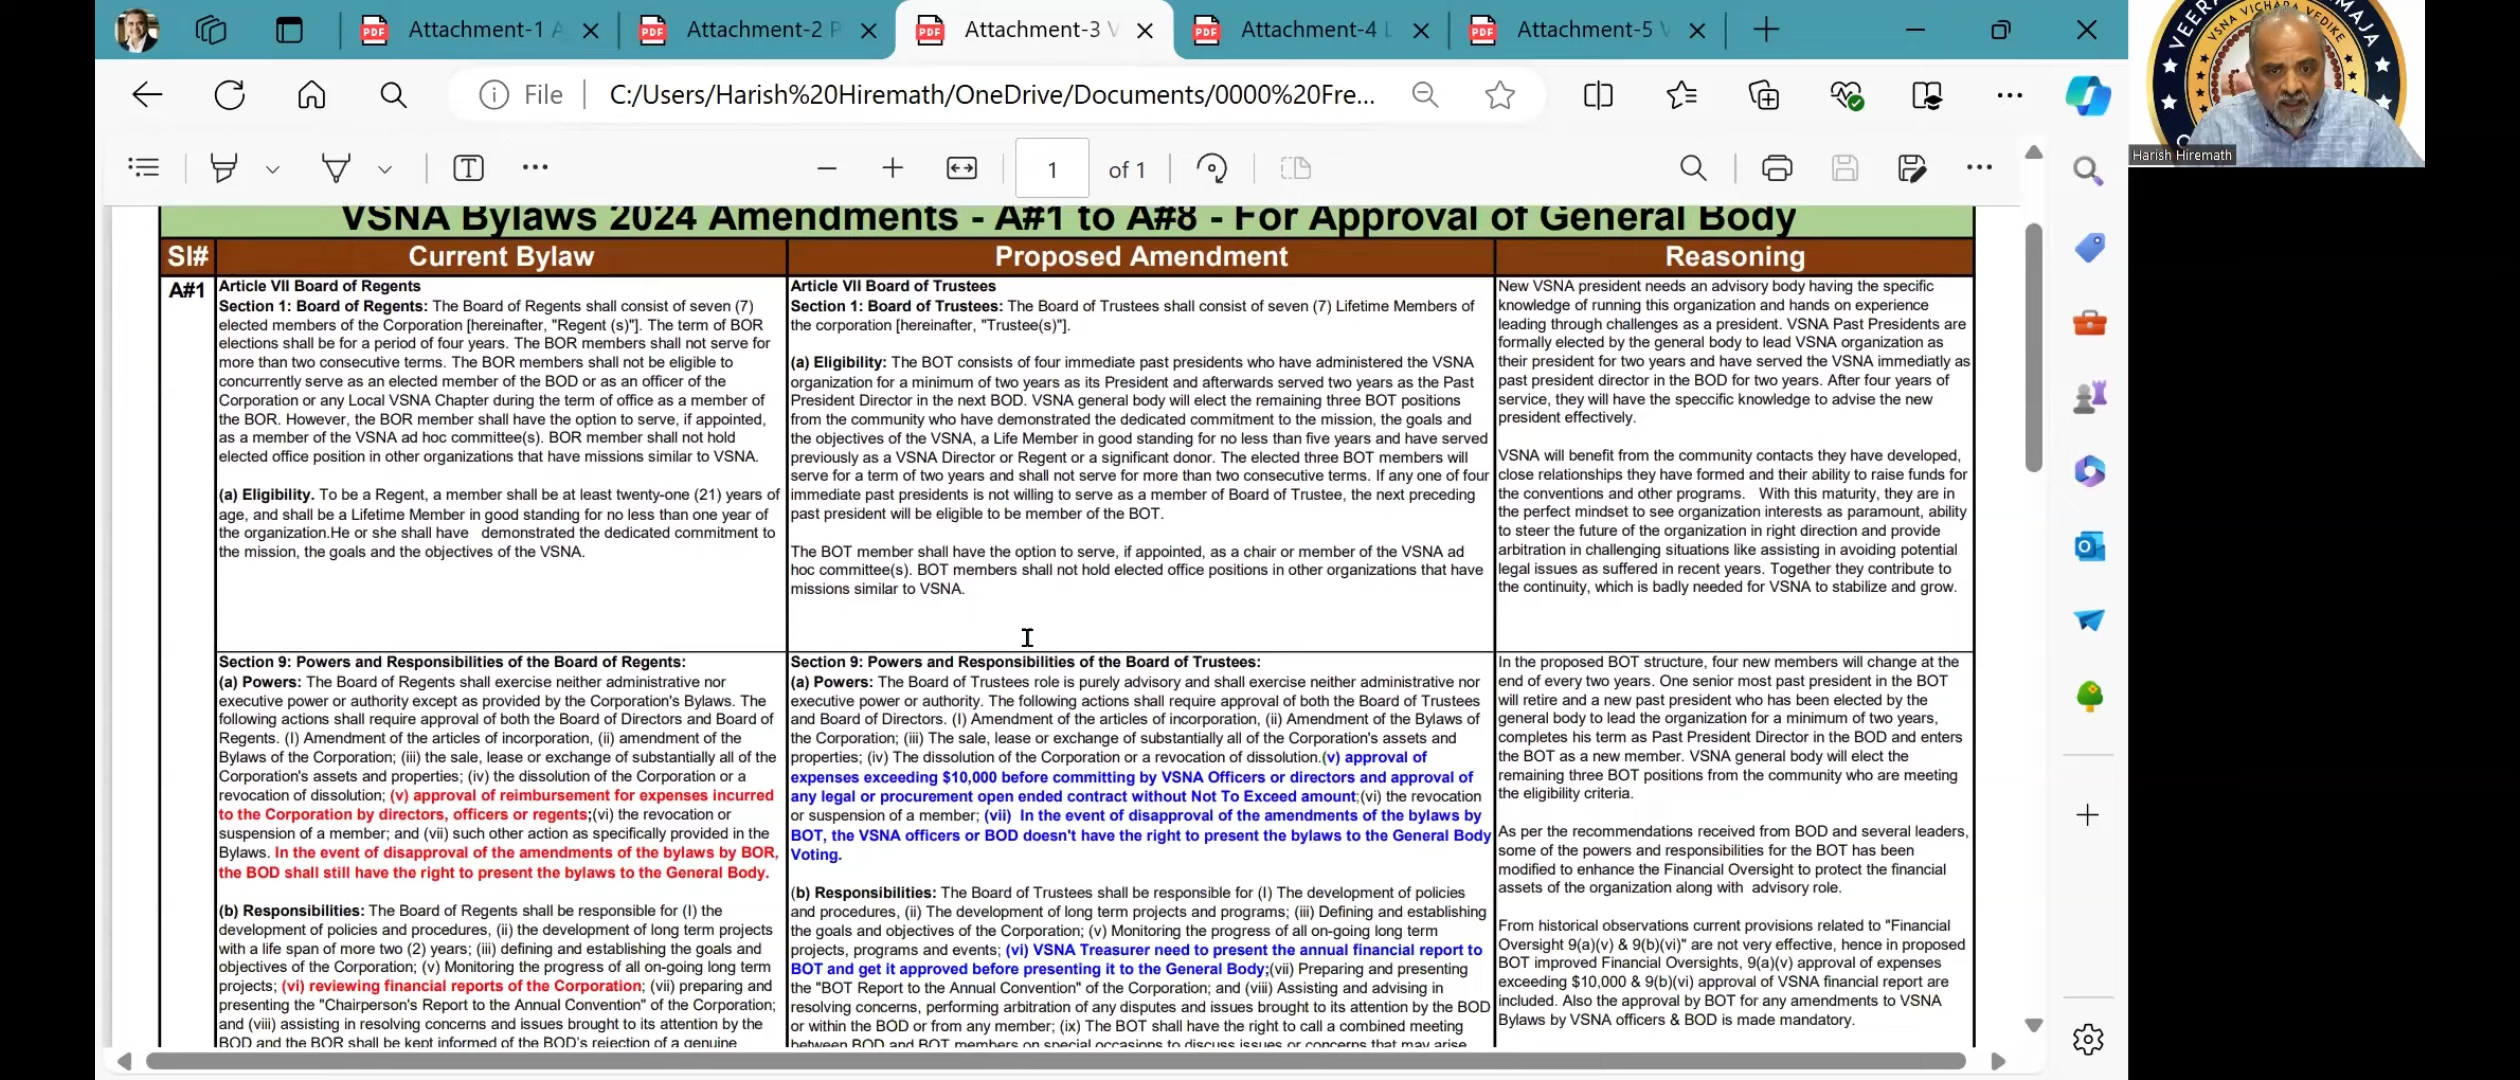 Attachment-1 A
Attachment-2 P
Attachment-3 V
Attachment-4 L
Attachment-5 V
File
C:/Users/Harish%20Hiremath/OneDrive/Documents/0000%20Fre...
1 of 1
VEERA
MAJA
VSNA VICHARA VEDIKE
Harish Hiremath
VSNA Bylaws 2024 Amendments - A#1 to A#8 - For Approval of General Body
Sl#
Current Bylaw
Proposed Amendment
Reasoning
A#1
Article VII Board of Regents
Section 1: Board of Regents: The Board of Regents shall consist of seven (7)
elected members of the Corporation [hereinafter, "Regent (s)"]. The term of BOR
elections shall be for a period of four years. The BOR members shall not serve for
more than two consecutive terms. The BOR members shall not be eligible to
concurrently serve as an elected member of the BOD or as an officer of the
Corporation or any Local VSNA Chapter during the term of office as a member of
the BOR. However, the BOR member shall have the option to serve, if appointed,
as a member of the VSNA ad hoc committee(s). BOR member shall not hold
elected office position in other organizations that have missions similar to VSNA.
(a) Eligibility. To be a Regent, a member shall be at least twenty-one (21) years of
age, and shall be a Lifetime Member in good standing for no less than one year of
the organization.He or she shall have demonstrated the dedicated commitment to
the mission, the goals and the objectives of the VSNA.
Article VII Board of Trustees
Section 1: Board of Trustees: The Board of Trustees shall consist of seven (7) Lifetime Members of
the corporation [hereinafter, "Trustee(s)"].
(a) Eligibility: The BOT consists of four immediate past presidents who have administered the VSNA
organization for a minimum of two years as its President and afterwards served two years as the Past
President Director in the next BOD. VSNA general body will elect the remaining three BOT positions
from the community who have demonstrated the dedicated commitment to the mission, the goals and
the objectives of the VSNA, a Life Member in good standing for no less than five years and have served
previously as a VSNA Director or Regent or a significant donor. The elected three BOT members will
serve for a term of two years and shall not serve for more than two consecutive terms. If any one of four
immediate past presidents is not willing to serve as a member of Board of Trustee, the next preceding
past president will be eligible to be member of the BOT.
The BOT member shall have the option to serve, if appointed, as a chair or member of the VSNA ad
hoc committee(s). BOT members shall not hold elected office positions in other organizations that have
missions similar to VSNA.
New VSNA president needs an advisory body having the specific
knowledge of running this organization and hands on experience
leading through challenges as a president. VSNA Past Presidents are
formally elected by the general body to lead VSNA organization as
their president for two years and have served the VSNA immediatly as
past president director in the BOD for two years. After four years of
service, they will have the speccific knowledge to advise the new
president effectively.
VSNA will benefit from the community contacts they have developed,
close relationships they have formed and their ability to raise funds for
the conventions and other programs. With this maturity, they are in
the perfect mindset to see organization interests as paramount, ability
to steer the future of the organization in right direction and provide
arbitration in challenging situations like assisting in avoiding potential
legal issues as suffered in recent years. Together they contribute to
the continuity, which is badly needed for VSNA to stabilize and grow.
Section 9: Powers and Responsibilities of the Board of Regents:
(a) Powers: The Board of Regents shall exercise neither administrative nor
executive power or authority except as provided by the Corporation's Bylaws. The
following actions shall require approval of both the Board of Directors and Board of
Regents. (I) Amendment of the articles of incorporation, (ii) amendment of the
Bylaws of the Corporation; (iii) the sale, lease or exchange of substantially all of the
Corporation's assets and properties; (iv) the dissolution of the Corporation or a
revocation of dissolution; (v) approval of reimbursement for expenses incurred
to the Corporation by directors, officers or regents;(vi) the revocation or
suspension of a member; and (vii) such other action as specifically provided in the
Bylaws. In the event of disapproval of the amendments of the bylaws by BOR,
the BOD shall still have the right to present the bylaws to the General Body.
(b) Responsibilities: The Board of Regents shall be responsible for (I) the
development of policies and procedures, (ii) the development of long term projects
with a life span of more two (2) years; (iii) defining and establishing the goals and
objectives of the Corporation; (v) Monitoring the progress of all on-going long term
projects; (vi) reviewing financial reports of the Corporation; (vii) preparing and
presenting the "Chairperson's Report to the Annual Convention" of the Corporation;
and (viii) assisting in resolving concerns and issues brought to its attention by the
BOD and the BOR shall be kept informed of the BOD's rejection of a genuine
Section 9: Powers and Responsibilities of the Board of Trustees:
(a) Powers: The Board of Trustees role is purely advisory and shall exercise neither administrative nor
executive power or authority. The following actions shall require approval of both the Board of Trustees
and Board of Directors. (I) Amendment of the articles of incorporation, (ii) Amendment of the Bylaws of
the Corporation; (iii) The sale, lease or exchange of substantially all of the Corporation's assets and
properties; (iv) The dissolution of the Corporation or a revocation of dissolution.(v) approval of
expenses exceeding $10,000 before committing by VSNA Officers or directors and approval of
any legal or procurement open ended contract without Not To Exceed amount;(vi) the revocation
or suspension of a member; (vii) In the event of disapproval of the amendments of the bylaws by
BOT, the VSNA officers or BOD doesn't have the right to present the bylaws to the General Body
Voting.
(b) Responsibilities: The Board of Trustees shall be responsible for (I) The development of policies
and procedures, (ii) The development of long term projects and programs; (iii) Defining and establishing
the goals and objectives of the Corporation; (v) Monitoring the progress of all on-going long term
projects, programs and events; (vi) VSNA Treasurer need to present the annual financial report to
BOT and get it approved before presenting it to the General Body;(vii) Preparing and presenting
the "BOT Report to the Annual Convention" of the Corporation; and (viii) Assisting and advising in
resolving concerns, performing arbitration of any disputes and issues brought to its attention by the BOD
or within the BOD or from any member; (ix) The BOT shall have the right to call a combined meeting
between BOD and BOT members on special occasions to discuss issues or concerns that may arise
In the proposed BOT structure, four new members will change at the
end of every two years. One senior most past president in the BOT
will retire and a new past president who has been elected by the
general body to lead the organization for a minimum of two years,
completes his term as Past President Director in the BOD and enters
the BOT as a new member. VSNA general body will elect the
remaining three BOT positions from the community who are meeting
the eligibility criteria.
As per the recommendations received from BOD and several leaders,
some of the powers and responsibilities for the BOT has been
modified to enhance the Financial Oversight to protect the financial
assets of the organization along with advisory role.
From historical observations current provisions related to "Financial
Oversight 9(a)(v) & 9(b)(vi)" are not very effective, hence in proposed
BOT improved Financial Oversights, 9(a)(v) approval of expenses
exceeding $10,000 & 9(b)(vi) approval of VSNA financial report are
included. Also the approval by BOT for any amendments to VSNA
Bylaws by VSNA officers & BOD is made mandatory.